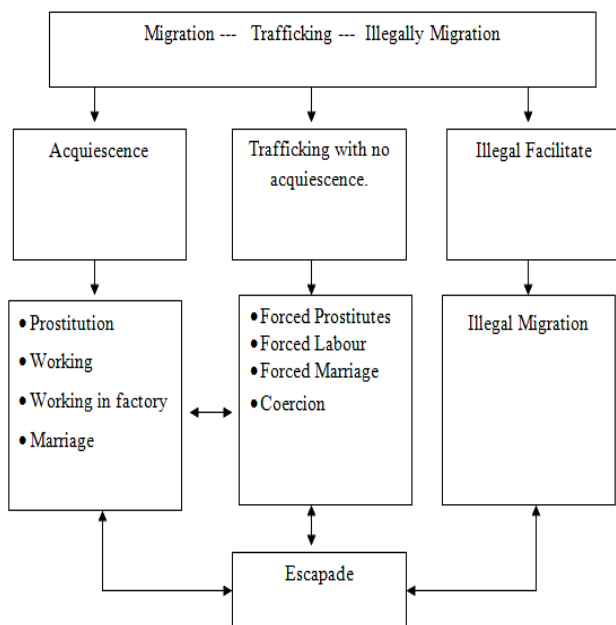 Migration --- Trafficking --- Illegally Migration
Acquiescence
Trafficking with no
acquiescence.
Illegal Facilitate
• Prostitution
• Working
• Working in factory
• Marriage
• Forced Prostitutes
• Forced Labour
• Forced Marriage
• Coercion
Illegal Migration
Escapade